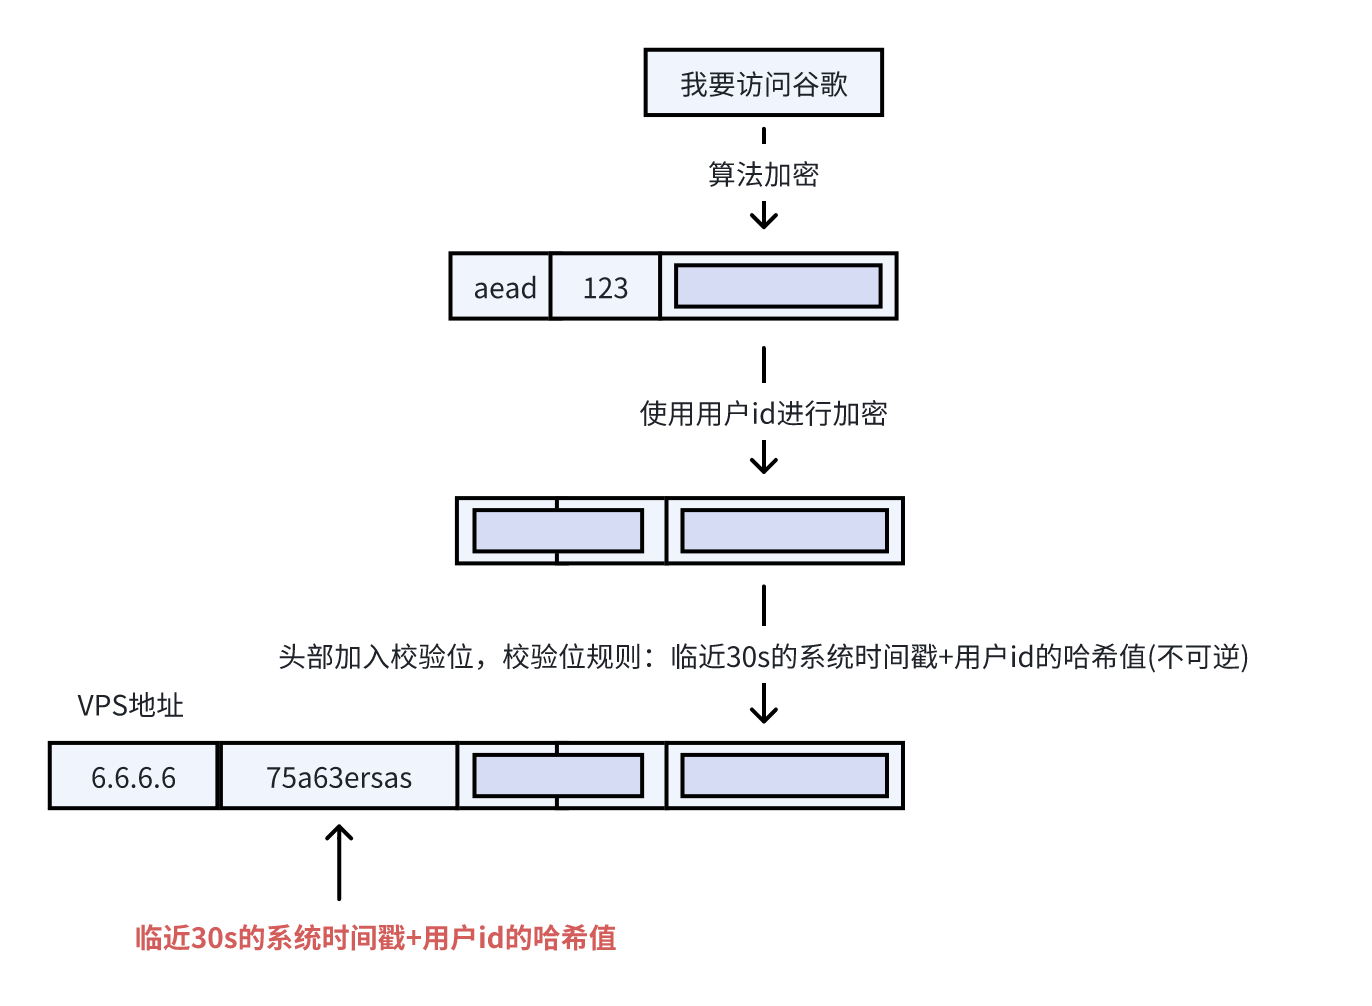 我要访问谷歌
算法加密
aead 123
使用用户id进行加密
头部加入校验位，校验位规则：临近30s的系统时间戳+用户id的哈希值(不可逆)
VPS地址
6.6.6.6 75a63ersas
临近30s的系统时间戳+用户id的哈希值